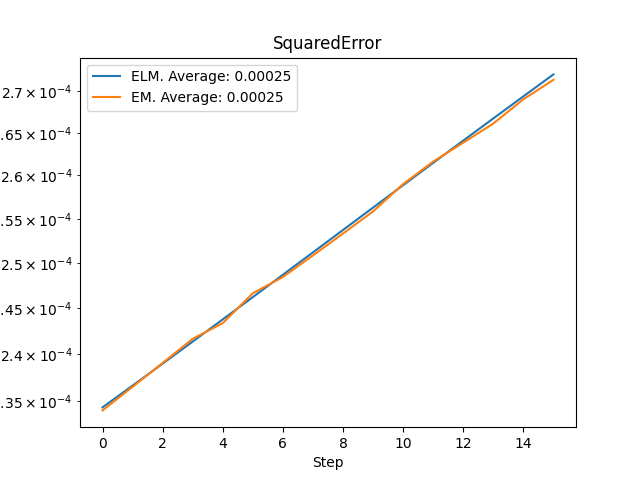 SquaredError
ELM. Average: 0.00025
EM. Average: 0.00025
2.7 × 10⁻⁴
.65 × 10⁻⁴
2.6 × 10⁻⁴
.55 × 10⁻⁴
2.5 × 10⁻⁴
.45 × 10⁻⁴
2.4 × 10⁻⁴
.35 × 10⁻⁴
0 2 4 6 8 10 12 14
Step